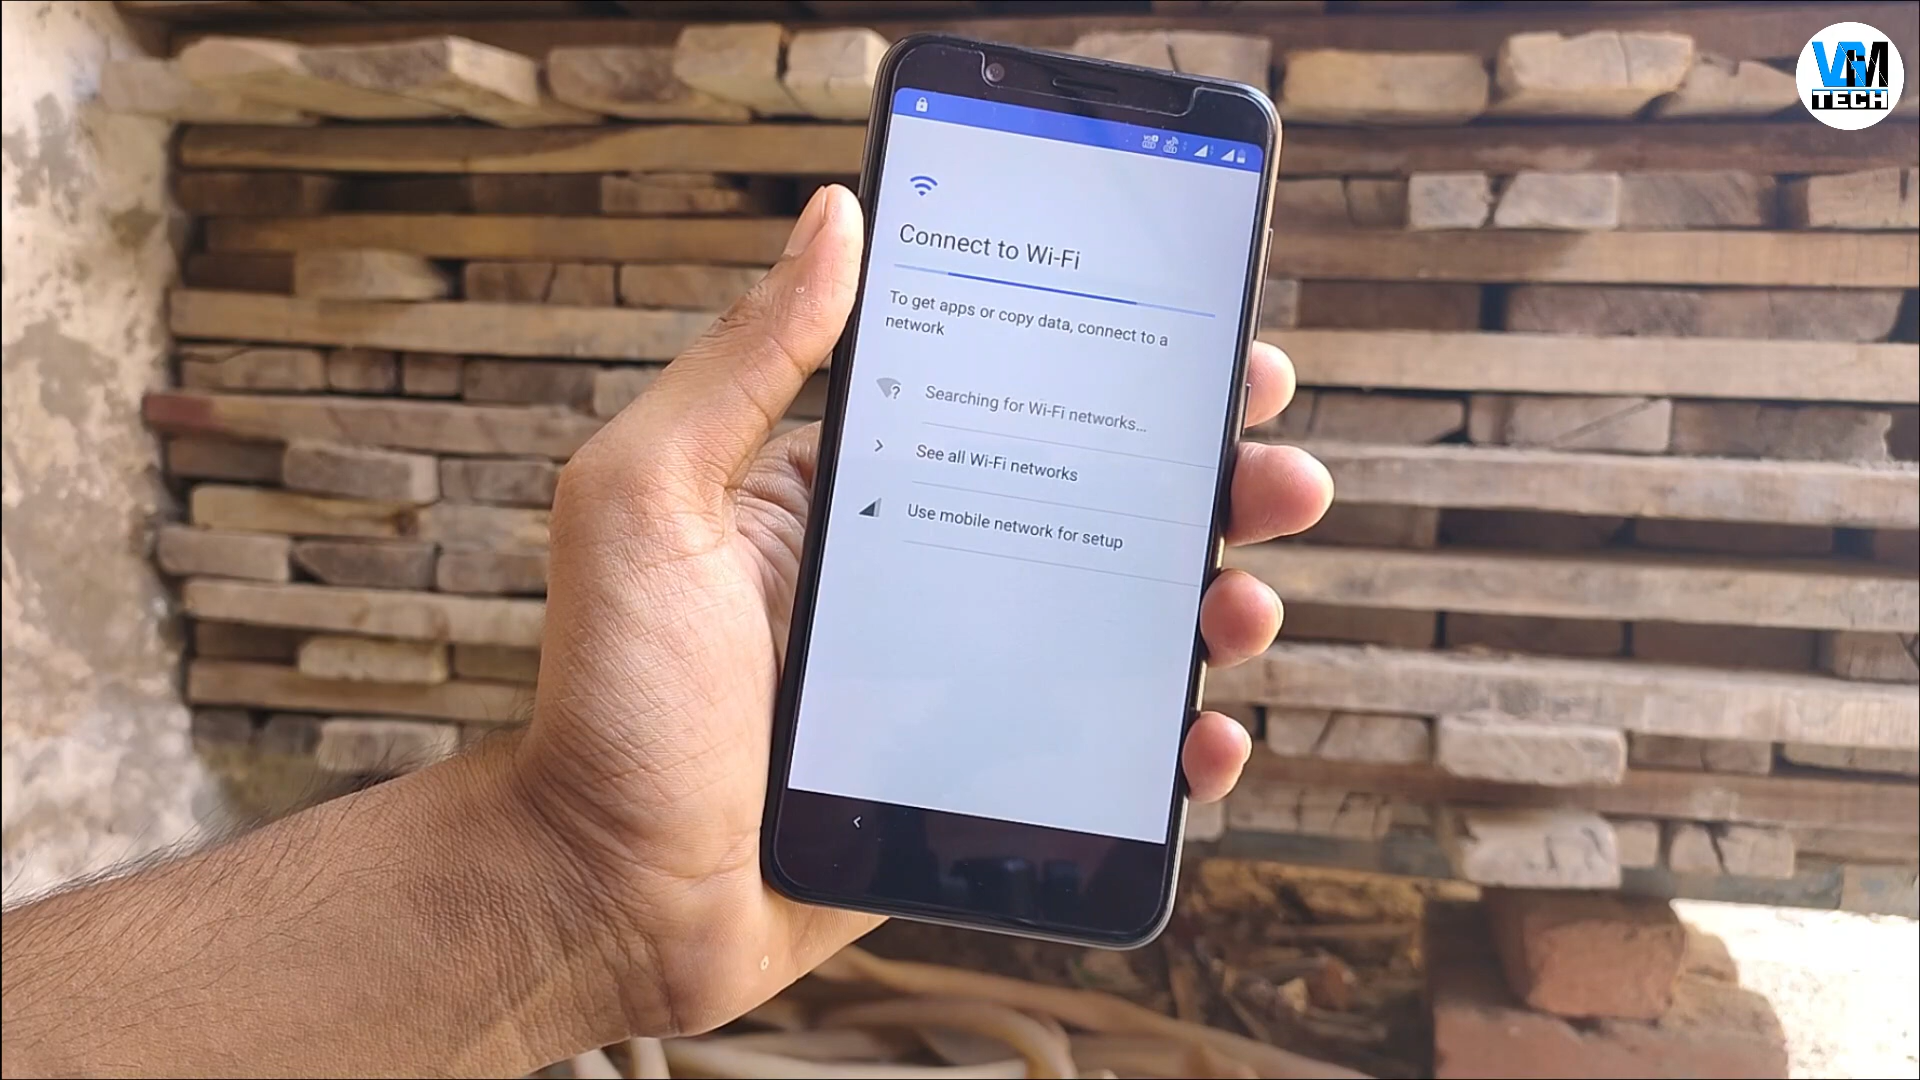 VGM
TECH
Connect to Wi-Fi
To get apps or copy data, connect to a
network
Searching for Wi-Fi networks...
See all Wi-Fi networks
Use mobile network for setup